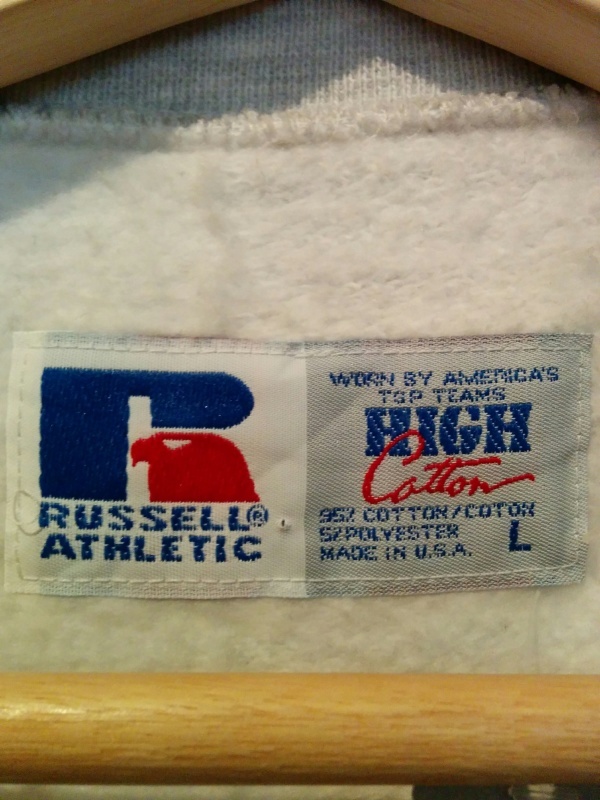 RUSSELL®
ATHLETIC
WORN BY AMERICA'S
TOP TEAMS
HIGH
Cotton
95% COTTON/COTON
5% POLYESTER
MADE IN U.S.A.
L